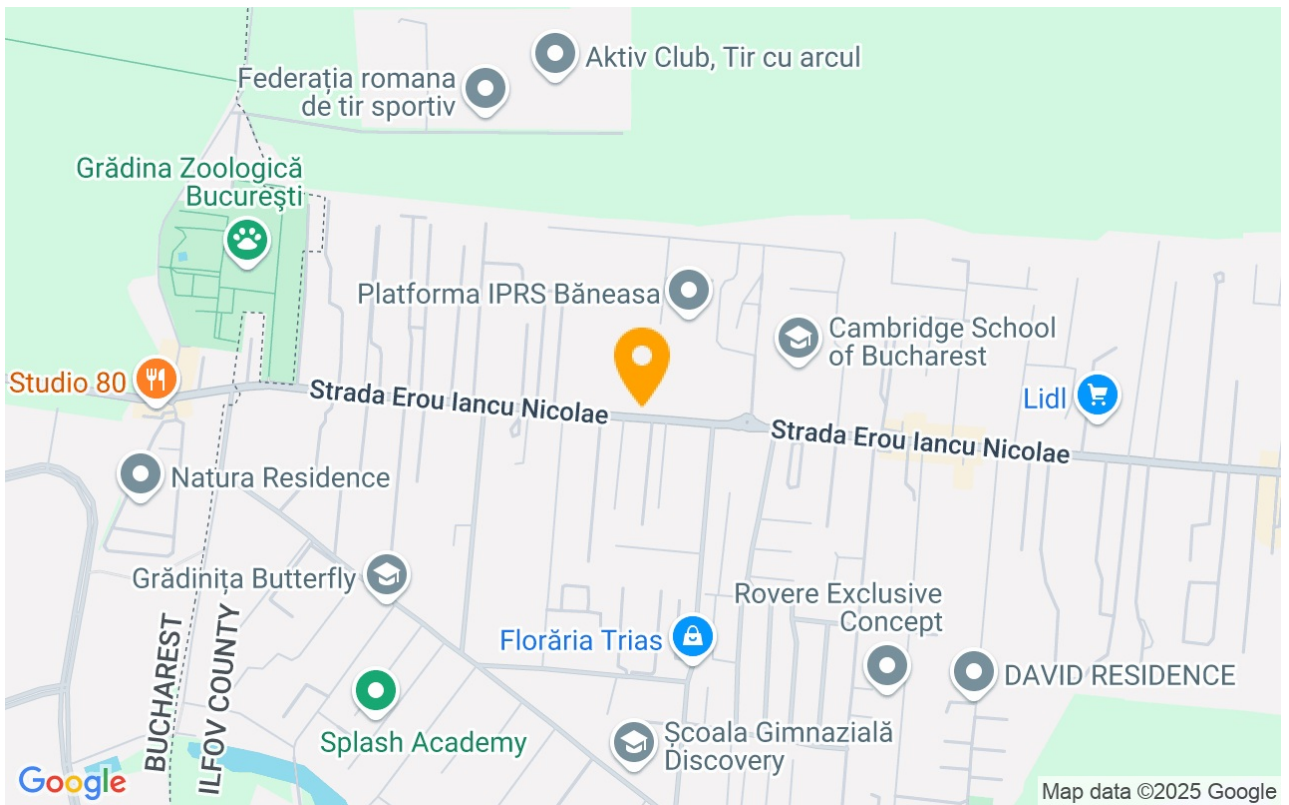 Aktiv Club, Tir cu arcul
Federația romana
de tir sportiv
Grădina Zoologică
Bucureşti
Platforma IPRS Băneasa
Cambridge School
of Bucharest
Studio 80
Strada Erou Iancu Nicolae
Lidl
Strada Erou Iancu Nicolae
Natura Residence
Grădinița Butterfly
Rovere Exclusive
Concept
BUCHAREST
ILFOV COUNTY
Florăria Trias
DAVID RESIDENCE
Splash Academy
Școala Gimnazială
Discovery
Google
Map data ©2025 Google